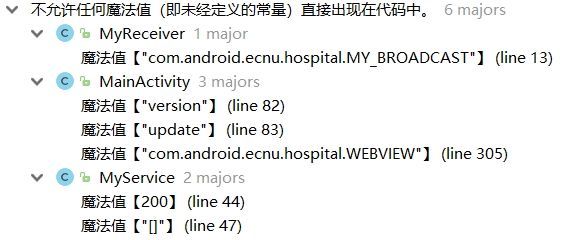 不允许任何魔法值（即未经定义的常量）直接出现在代码中。 6 majors
C MyReceiver 1 major
魔法值【"com.android.ecnu.hospital.MY_BROADCAST"】 (line 13)
C MainActivity 3 majors
魔法值【"version"】 (line 82)
魔法值【"update"】 (line 83)
魔法值【"com.android.ecnu.hospital.WEBVIEW"】 (line 305)
C MyService 2 majors
魔法值【200】 (line 44)
魔法值【"[]"】 (line 47)